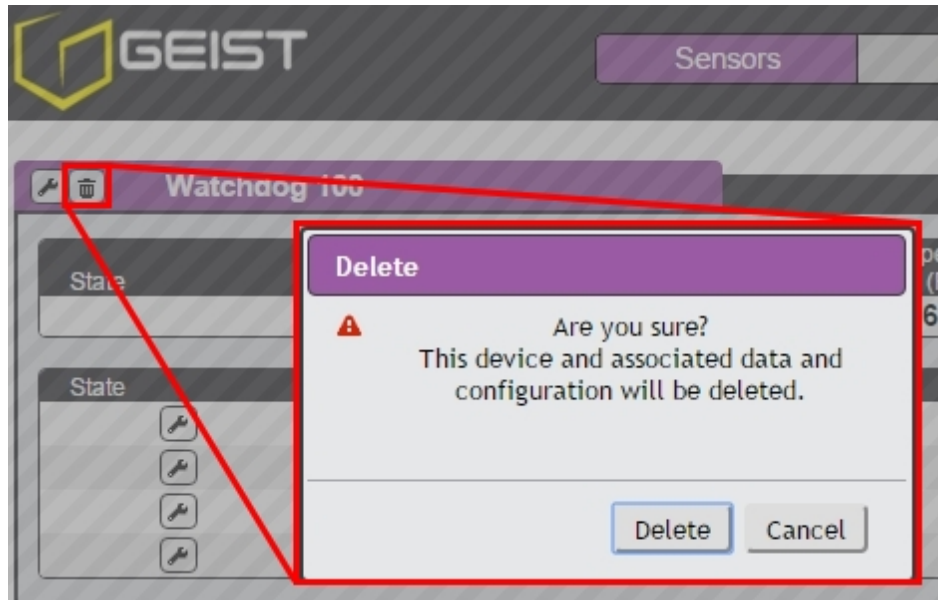 GEIST
Sensors
Watchdog 100
State
Delete
Are you sure?
This device and associated data and
configuration will be deleted.
State
Delete
Cancel